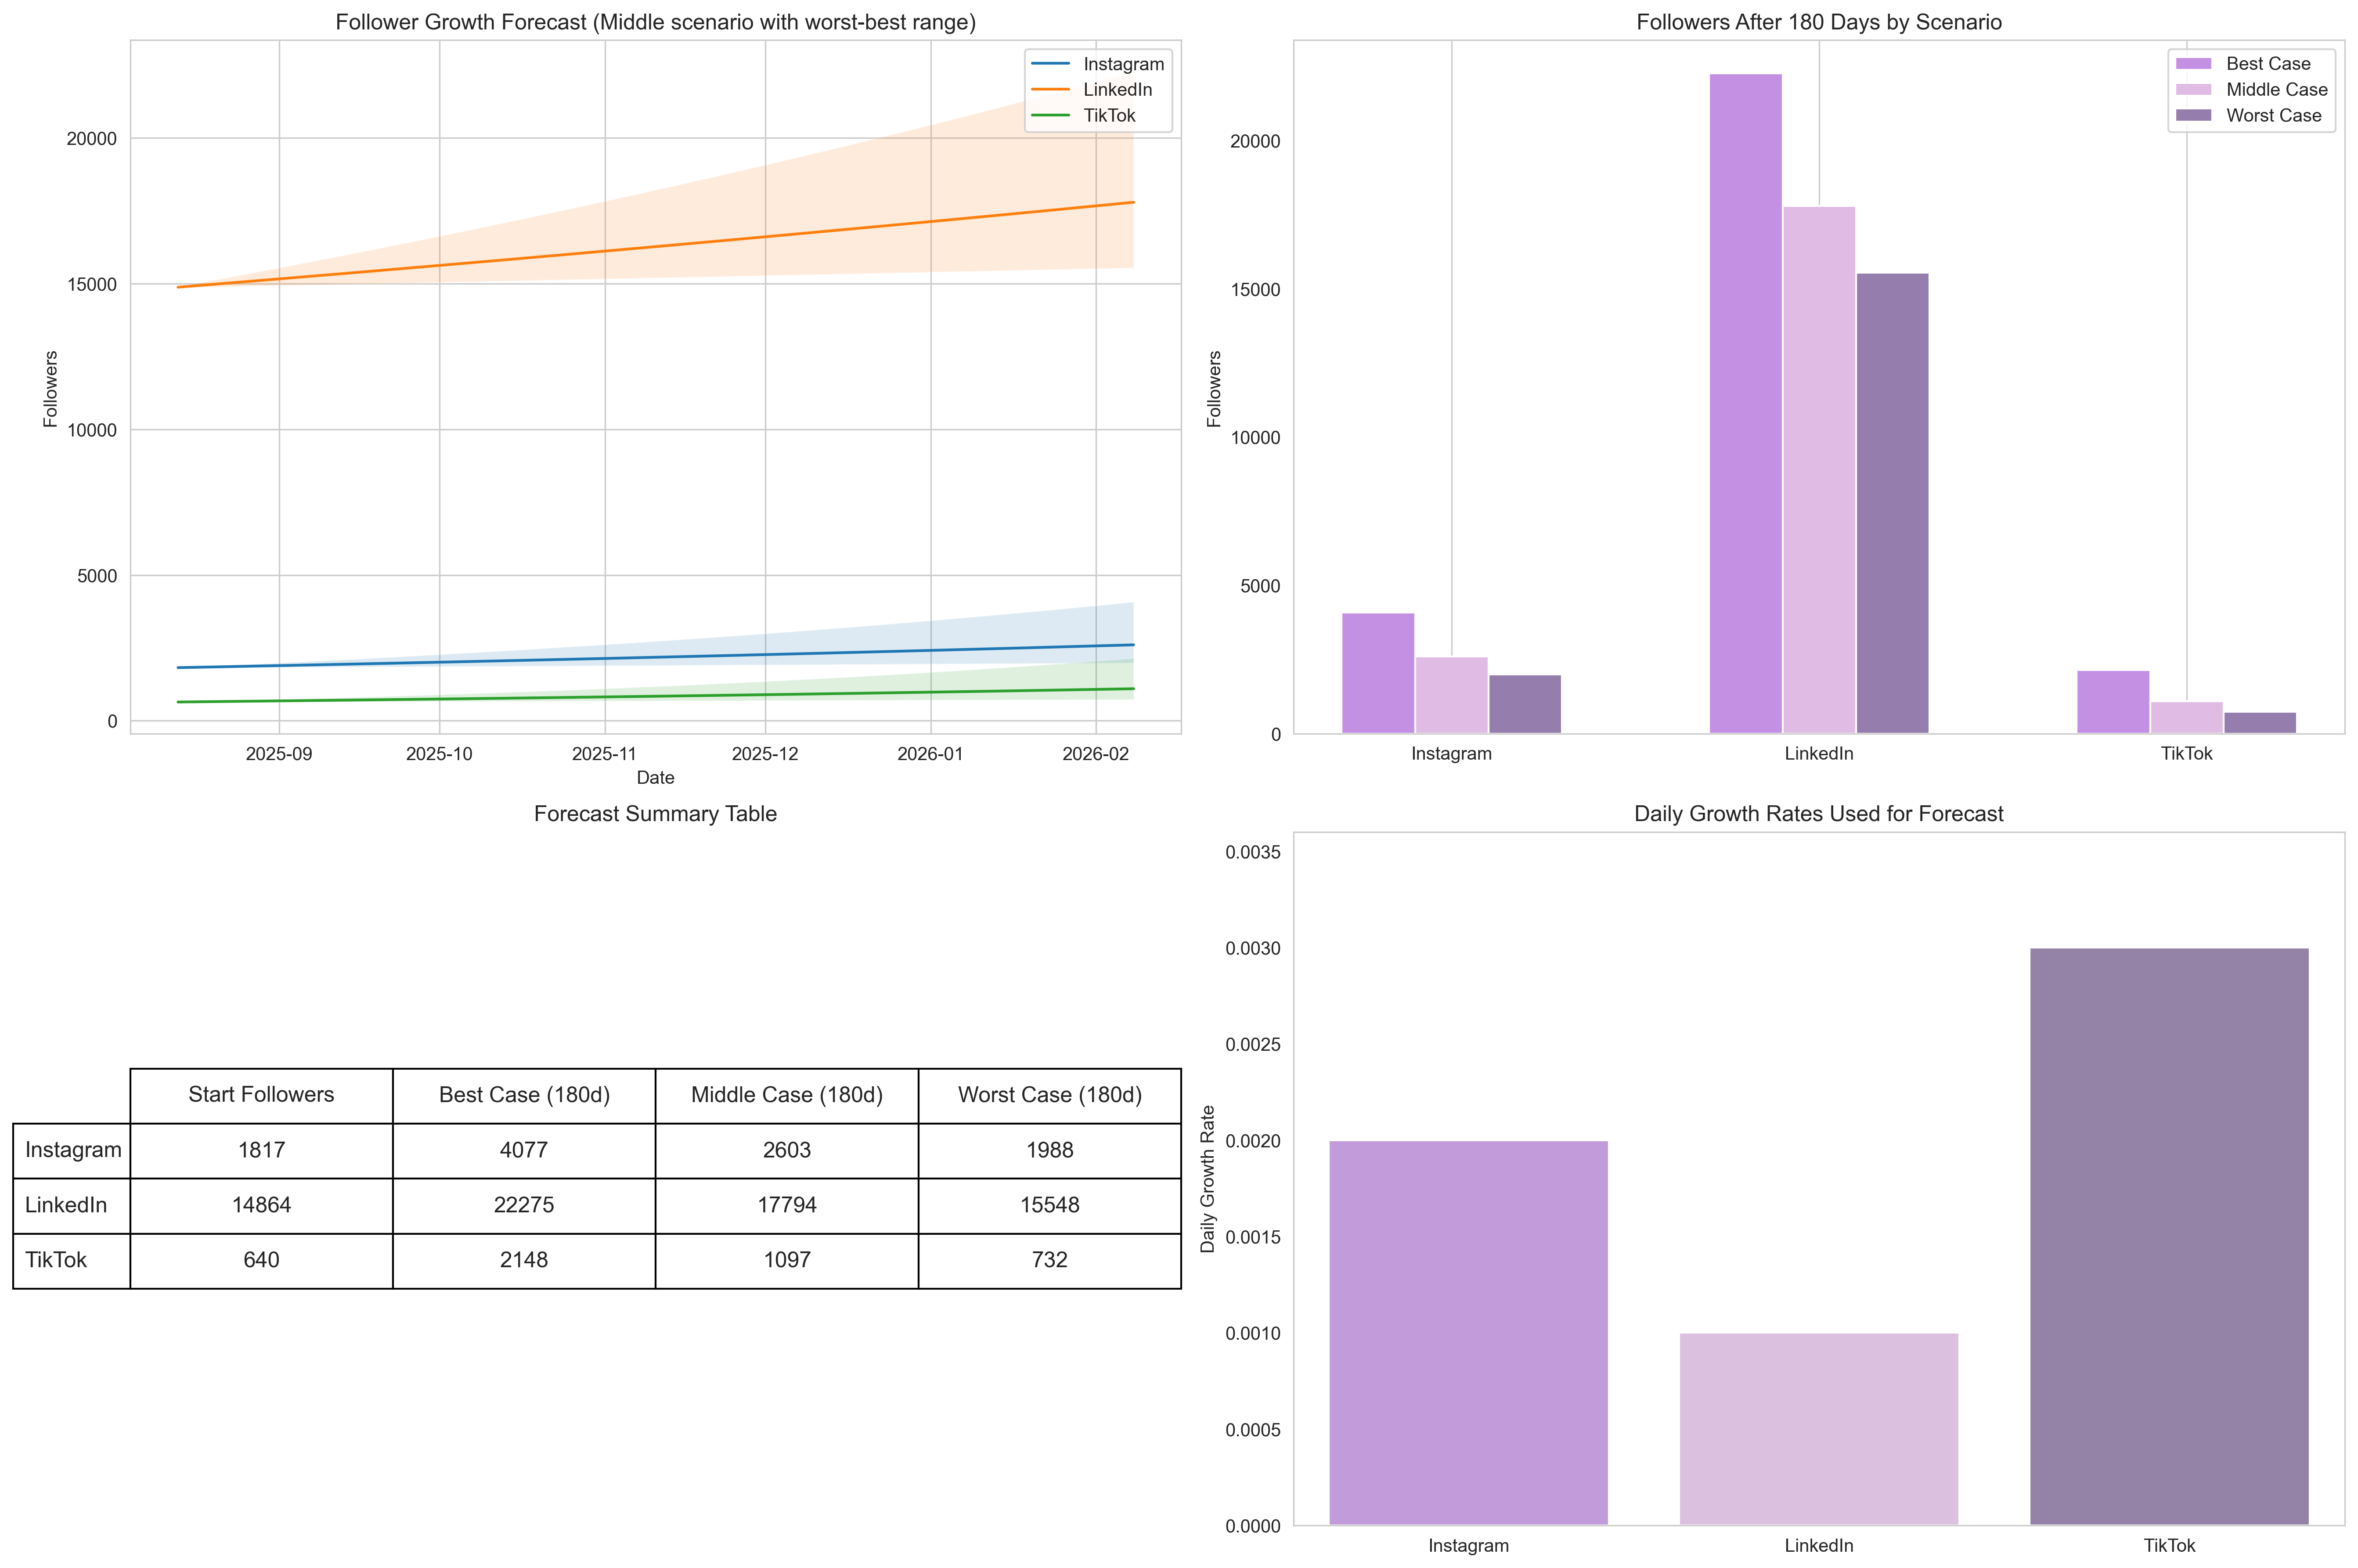 Follower Growth Forecast (Middle scenario with worst-best range)
Instagram
LinkedIn
TikTok
Followers
20000
15000
10000
5000
0
2025-09
2025-10
2025-11
2025-12
2026-01
2026-02
Date
Followers After 180 Days by Scenario
Best Case
Middle Case
Worst Case
Followers
20000
15000
10000
5000
0
Instagram
LinkedIn
TikTok
Forecast Summary Table
Start Followers Best Case (180d) Middle Case (180d) Worst Case (180d)
Instagram 1817 4077 2603 1988
LinkedIn 14864 22275 17794 15548
TikTok 640 2148 1097 732
Daily Growth Rates Used for Forecast
Daily Growth Rate
0.0035
0.0030
0.0025
0.0020
0.0015
0.0010
0.0005
0.0000
Instagram
LinkedIn
TikTok